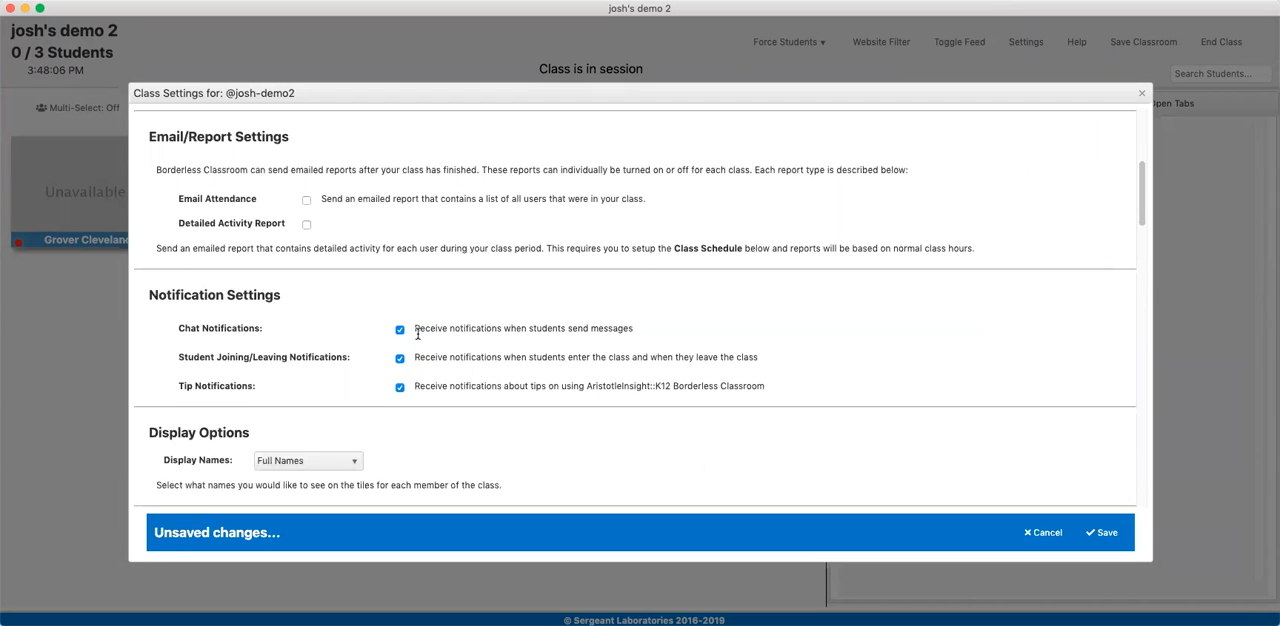 josh's demo 2
josh's demo 2
0 / 3 Students
3:48:06 PM
Force Students ▾
Website Filter
Toggle Feed
Settings
Help
Save Classroom
End Class
Class is in session
Search Students...
Multi-Select: Off
Open Tabs
Unavailable
Grover Cleveland
Class Settings for: @josh-demo2
Email/Report Settings
Borderless Classroom can send emailed reports after your class has finished. These reports can individually be turned on or off for each class. Each report type is described below:
Email Attendance Send an emailed report that contains a list of all users that were in your class.
Detailed Activity Report
Send an emailed report that contains detailed activity for each user during your class period. This requires you to setup the Class Schedule below and reports will be based on normal class hours.
Notification Settings
Chat Notifications: Receive notifications when students send messages
Student Joining/Leaving Notifications: Receive notifications when students enter the class and when they leave the class
Tip Notifications: Receive notifications about tips on using AristotleInsight::K12 Borderless Classroom
Display Options
Display Names: Full Names
Select what names you would like to see on the tiles for each member of the class.
Unsaved changes...
Cancel
Save
© Sergeant Laboratories 2016-2019